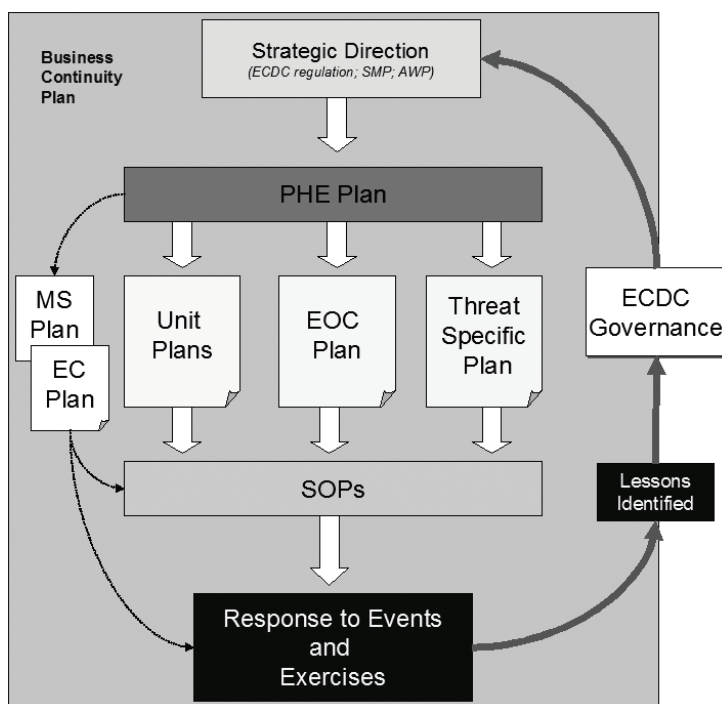 Business
Continuity
Plan
Strategic Direction
(ECDC regulation; SMP; AWP)
PHE Plan
MS
Plan
EC
Plan
Unit
Plans
EOC
Plan
Threat
Specific
Plan
ECDC
Governance
SOPs
Lessons
Identified
Response to Events
and
Exercises